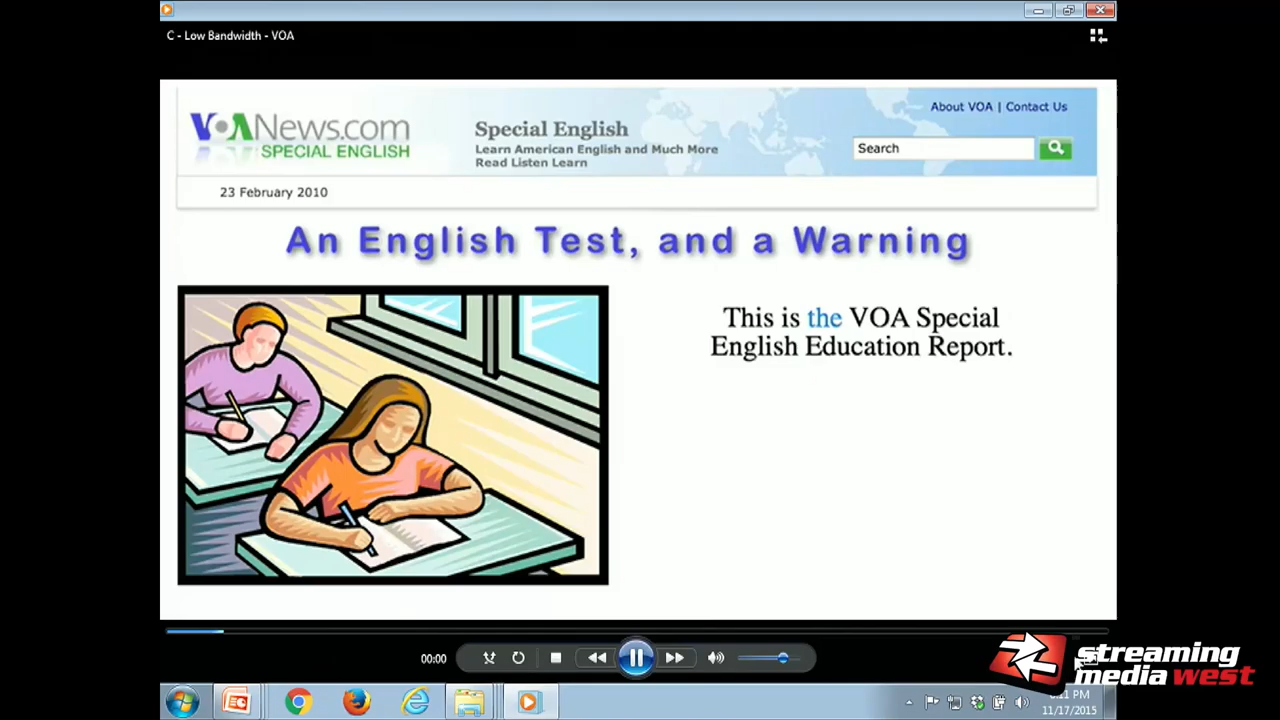 C - Low Bandwidth - VOA
About VOA | Contact Us
VOANews.com
SPECIAL ENGLISH
Special English
Learn American English and Much More
Read Listen Learn
Search
23 February 2010
An English Test, and a Warning
This is the VOA Special
English Education Report.
00:00
streaming
media west
11/17/2015